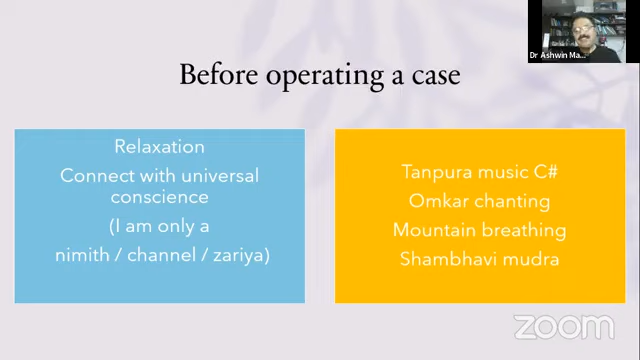 Dr Ashwin Ma...
Before operating a case
Relaxation
Connect with universal
conscience
(I am only a
nimith / channel / zariya)
Tanpura music C#
Omkar chanting
Mountain breathing
Shambhavi mudra
zoom